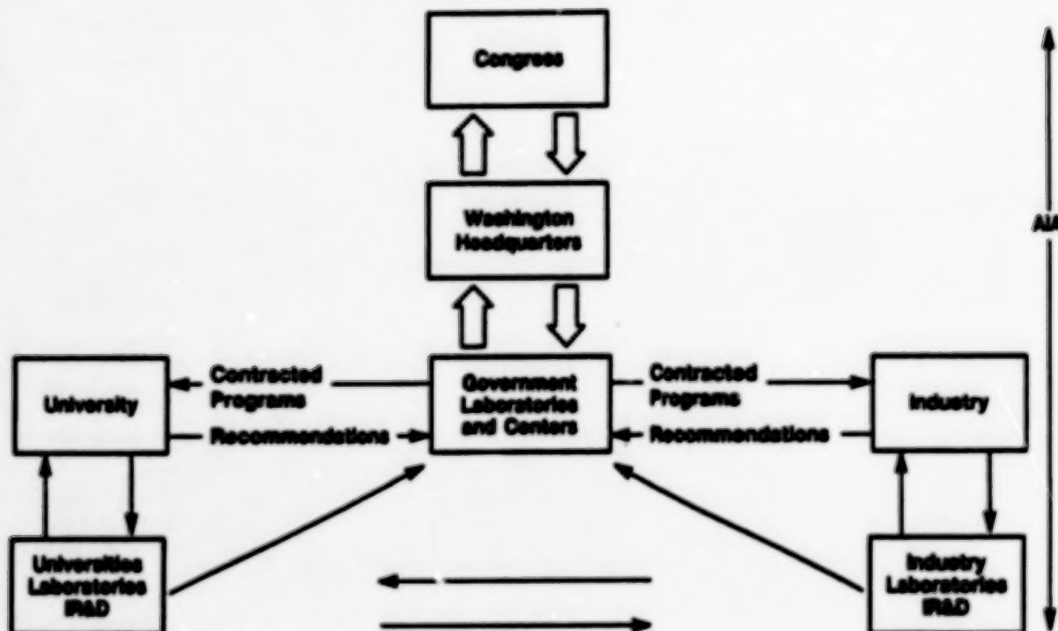 Congress
Washington
Headquarters
University
Contracted
Programs
Recommendations
Government
Laboratories
and Centers
Contracted
Programs
Recommendations
Industry
Universities
Laboratories
IR&D
Industry
Laboratories
IR&D